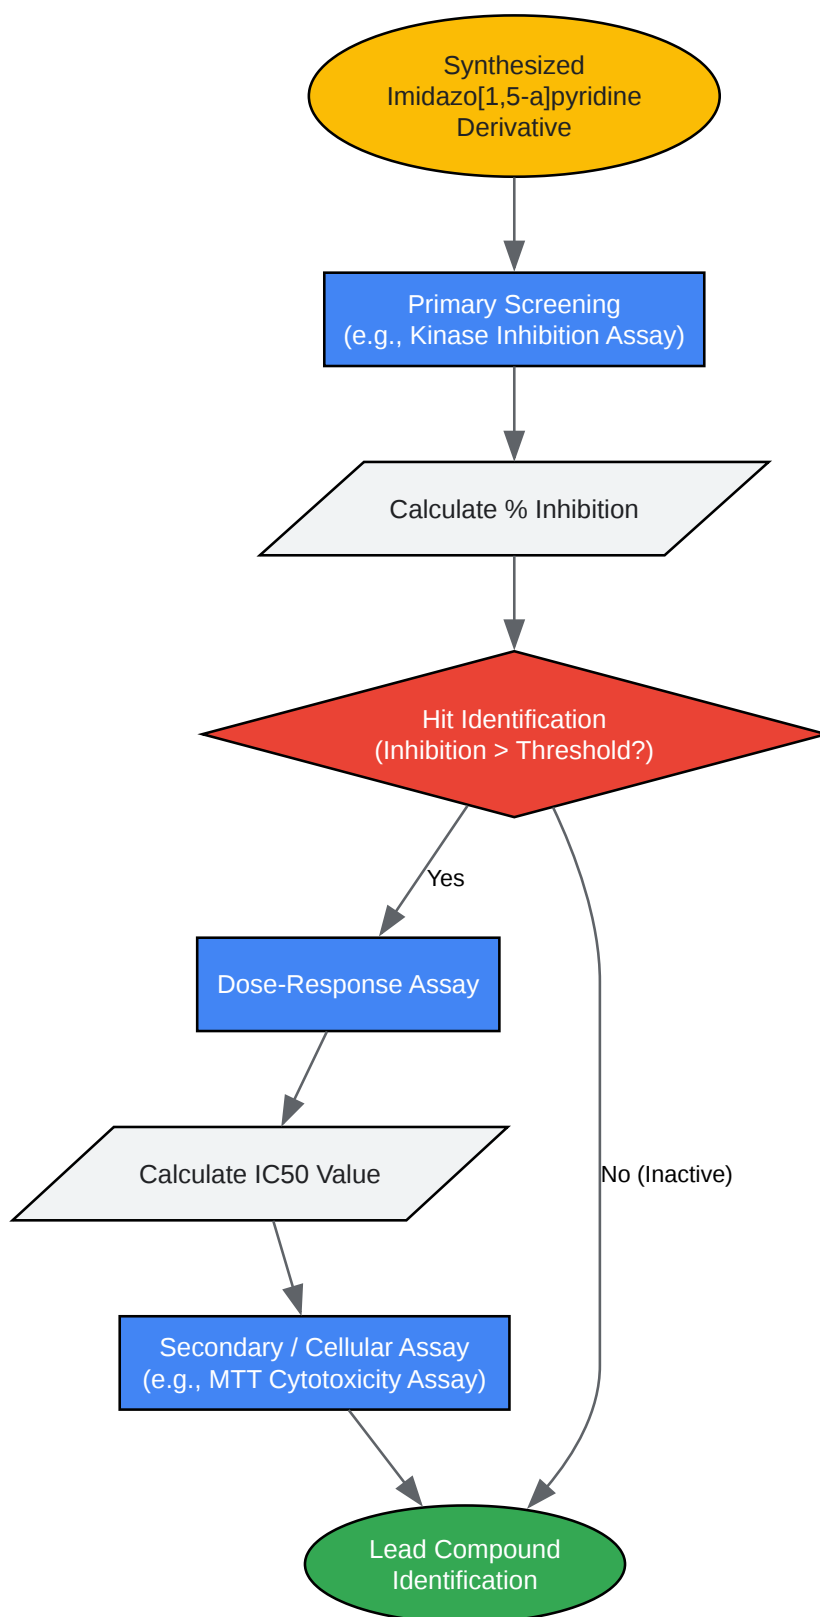 Synthesized
Imidazo[1,5-a]pyridine
Derivative
Primary Screening
(e.g., Kinase Inhibition Assay)
Calculate % Inhibition
Hit Identification
(Inhibition > Threshold?)
Yes
Dose-Response Assay
Calculate IC50 Value
No (Inactive)
Secondary / Cellular Assay
(e.g., MTT Cytotoxicity Assay)
Lead Compound
Identification